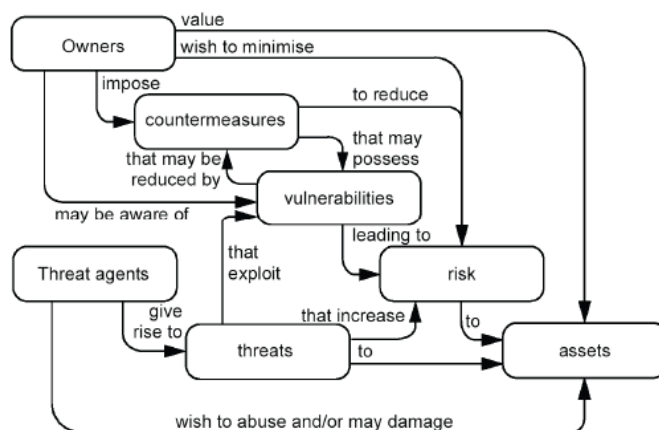 value
Owners
wish to minimise
impose
to reduce
countermeasures
that may be
reduced by
that may
possess
vulnerabilities
may be aware of
leading to
that
exploit
Threat agents
risk
give
rise to
that increase
to
threats
to
assets
wish to abuse and/or may damage